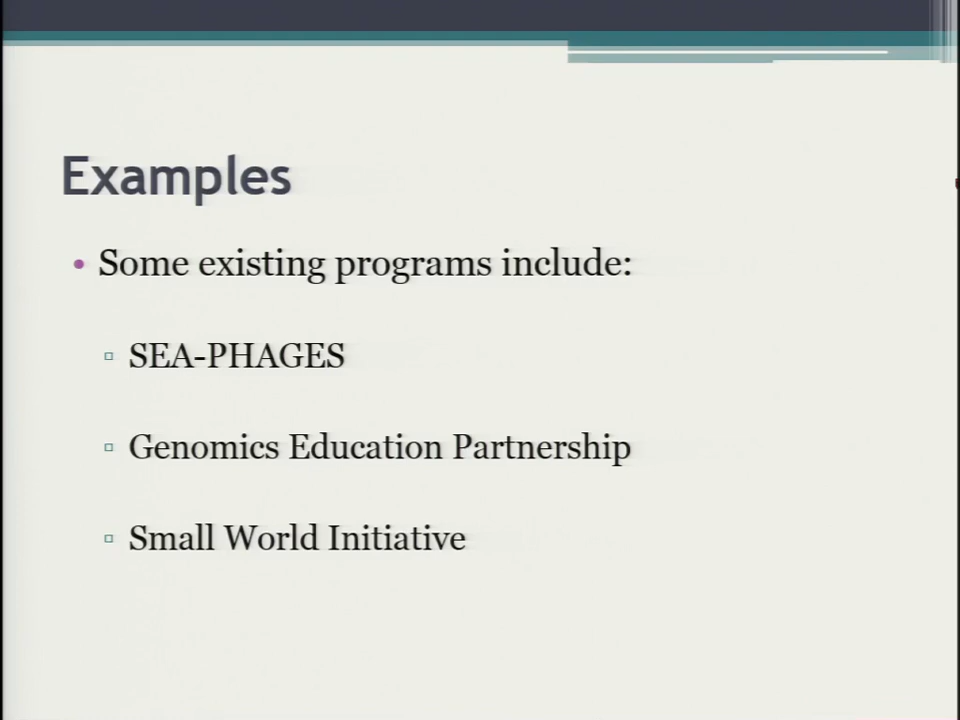 Examples
• Some existing programs include:
▫ SEA-PHAGES
▫ Genomics Education Partnership
▫ Small World Initiative